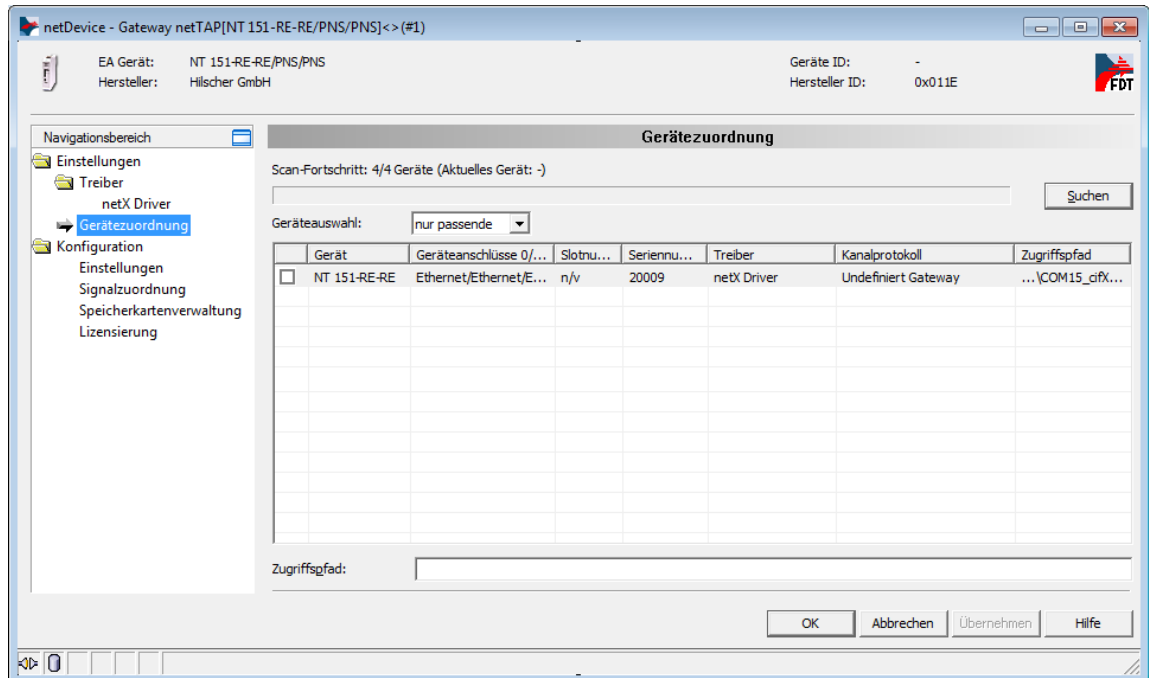 netDevice - Gateway netTAP[NT 151-RE-RE/PNS/PNS]<>(#1)
EA Gerät: NT 151-RE-RE/PNS/PNS Geräte ID: -
Hersteller: Hilscher GmbH Hersteller ID: 0x011E
FDT
Navigationsbereich
Einstellungen
Treiber
netX Driver
Gerätezuordnung
Konfiguration
Einstellungen
Signalzuordnung
Speicherkartenverwaltung
Lizensierung
Gerätezuordnung
Scan-Fortschritt: 4/4 Geräte (Aktuelles Gerät: -)
Suchen
Geräteauswahl: nur passende
Gerät Geräteanschlüsse 0/... Slotnu... Seriennu... Treiber Kanalprotokoll Zugriffspfad
NT 151-RE-RE Ethernet/Ethernet/E... n/v 20009 netX Driver Undefiniert Gateway ...\COM15_cifX...
Zugriffspfad:
OK Abbrechen Übernehmen Hilfe